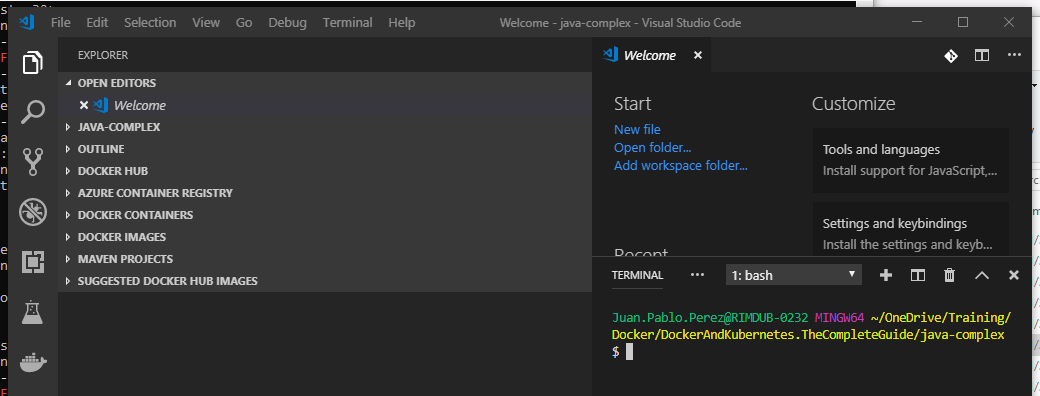 File Edit Selection View Go Debug Terminal Help Welcome - java-complex - Visual Studio Code
EXPLORER
OPEN EDITORS
Welcome
JAVA-COMPLEX
OUTLINE
DOCKER HUB
AZURE CONTAINER REGISTRY
DOCKER CONTAINERS
DOCKER IMAGES
MAVEN PROJECTS
SUGGESTED DOCKER HUB IMAGES
Welcome
Start
New file
Open folder...
Add workspace folder...
Recent
Customize
Tools and languages
Install support for JavaScript,...
Settings and keybindings
Install the settings and keyb...
TERMINAL ••• 1: bash
Juan.Pablo.Perez@RIMDUB-0232 MINGW64 ~/OneDrive/Training/
Docker/DockerAndKubernetes.TheCompleteGuide/java-complex
$